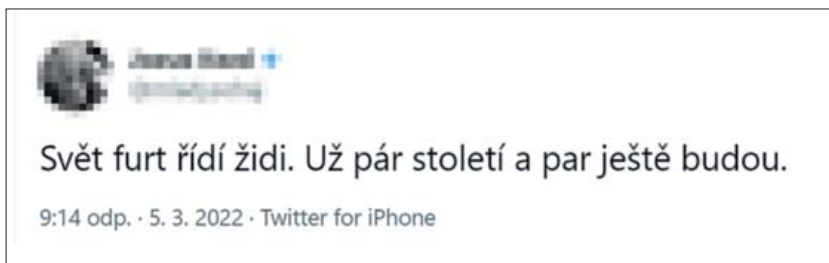 Svět furt řídí židi. Už pár století a par ještě budou.
9:14 odp. · 5. 3. 2022 · Twitter for iPhone